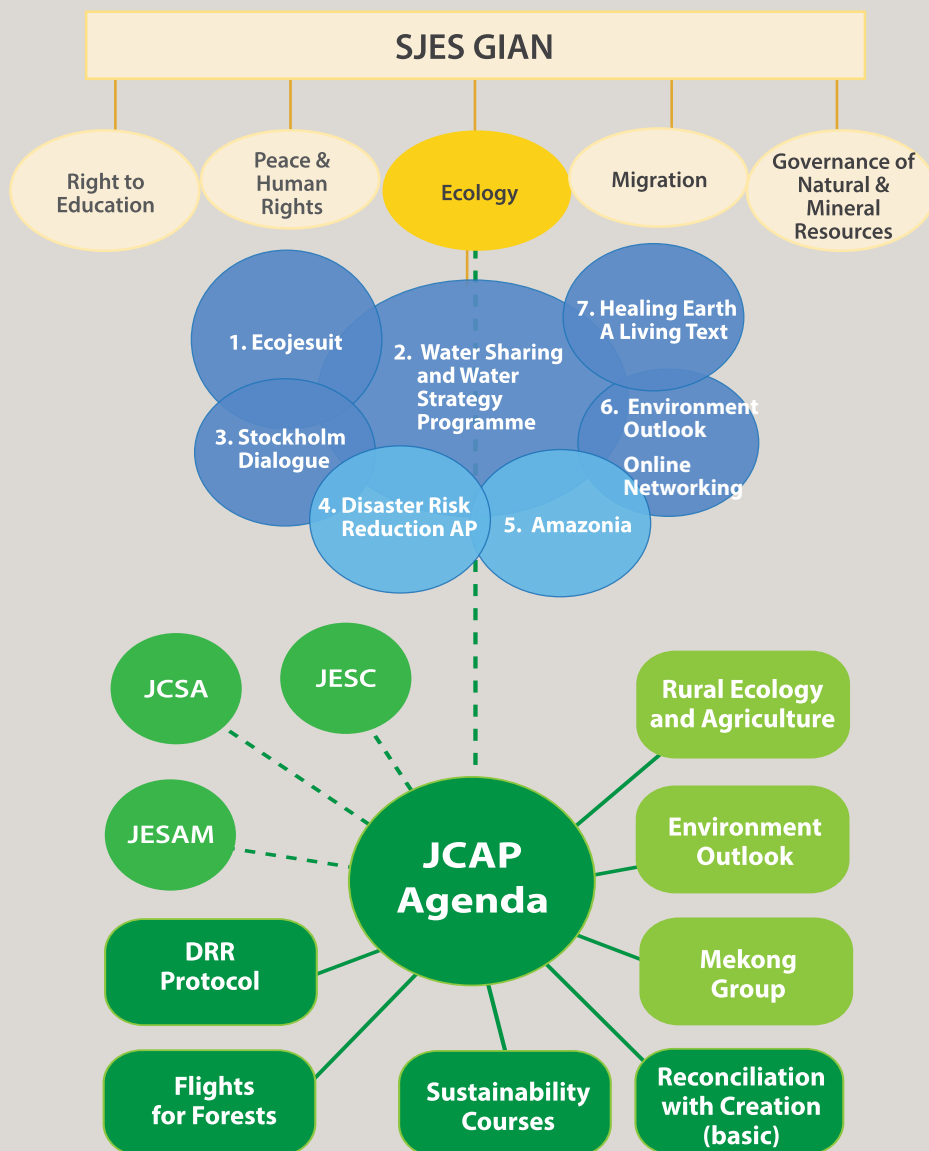 SJES GIAN
Right to
Education
Peace &
Human
Rights
Ecology
Migration
Governance of
Natural &
Mineral
Resources
1. Ecojesuit
2. Water Sharing
and Water
Strategy
Programme
7. Healing Earth
A Living Text
3. Stockholm
Dialogue
6. Environment
Outlook
Online
Networking
4. Disaster Risk
Reduction AP
5. Amazonia
JCSA
JESC
JESAM
JCAP
Agenda
Rural Ecology
and Agriculture
Environment
Outlook
Mekong
Group
DRR
Protocol
Flights
for Forests
Sustainability
Courses
Reconciliation
with Creation
(basic)